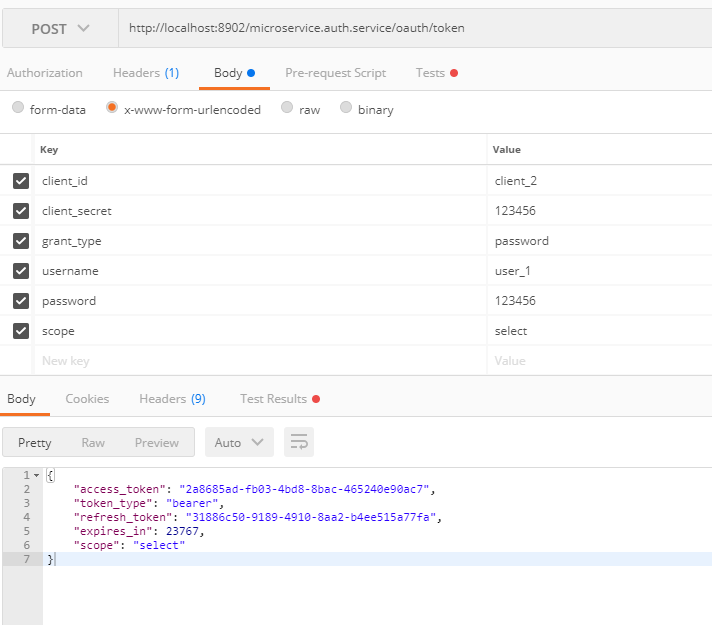 POST http://localhost:8902/microservice.auth.service/oauth/token
Authorization Headers (1) Body Pre-request Script Tests
form-data x-www-form-urlencoded raw binary
Key Value
client_id client_2
client_secret 123456
grant_type password
username user_1
password 123456
scope select
New key Value
Body Cookies Headers (9) Test Results
Pretty Raw Preview Auto
1 {
2 "access_token": "2a8685ad-fb03-4bd8-8bac-465240e90ac7",
3 "token_type": "bearer",
4 "refresh_token": "31886c50-9189-4910-8aa2-b4ee515a77fa",
5 "expires_in": 23767,
6 "scope": "select"
7 }